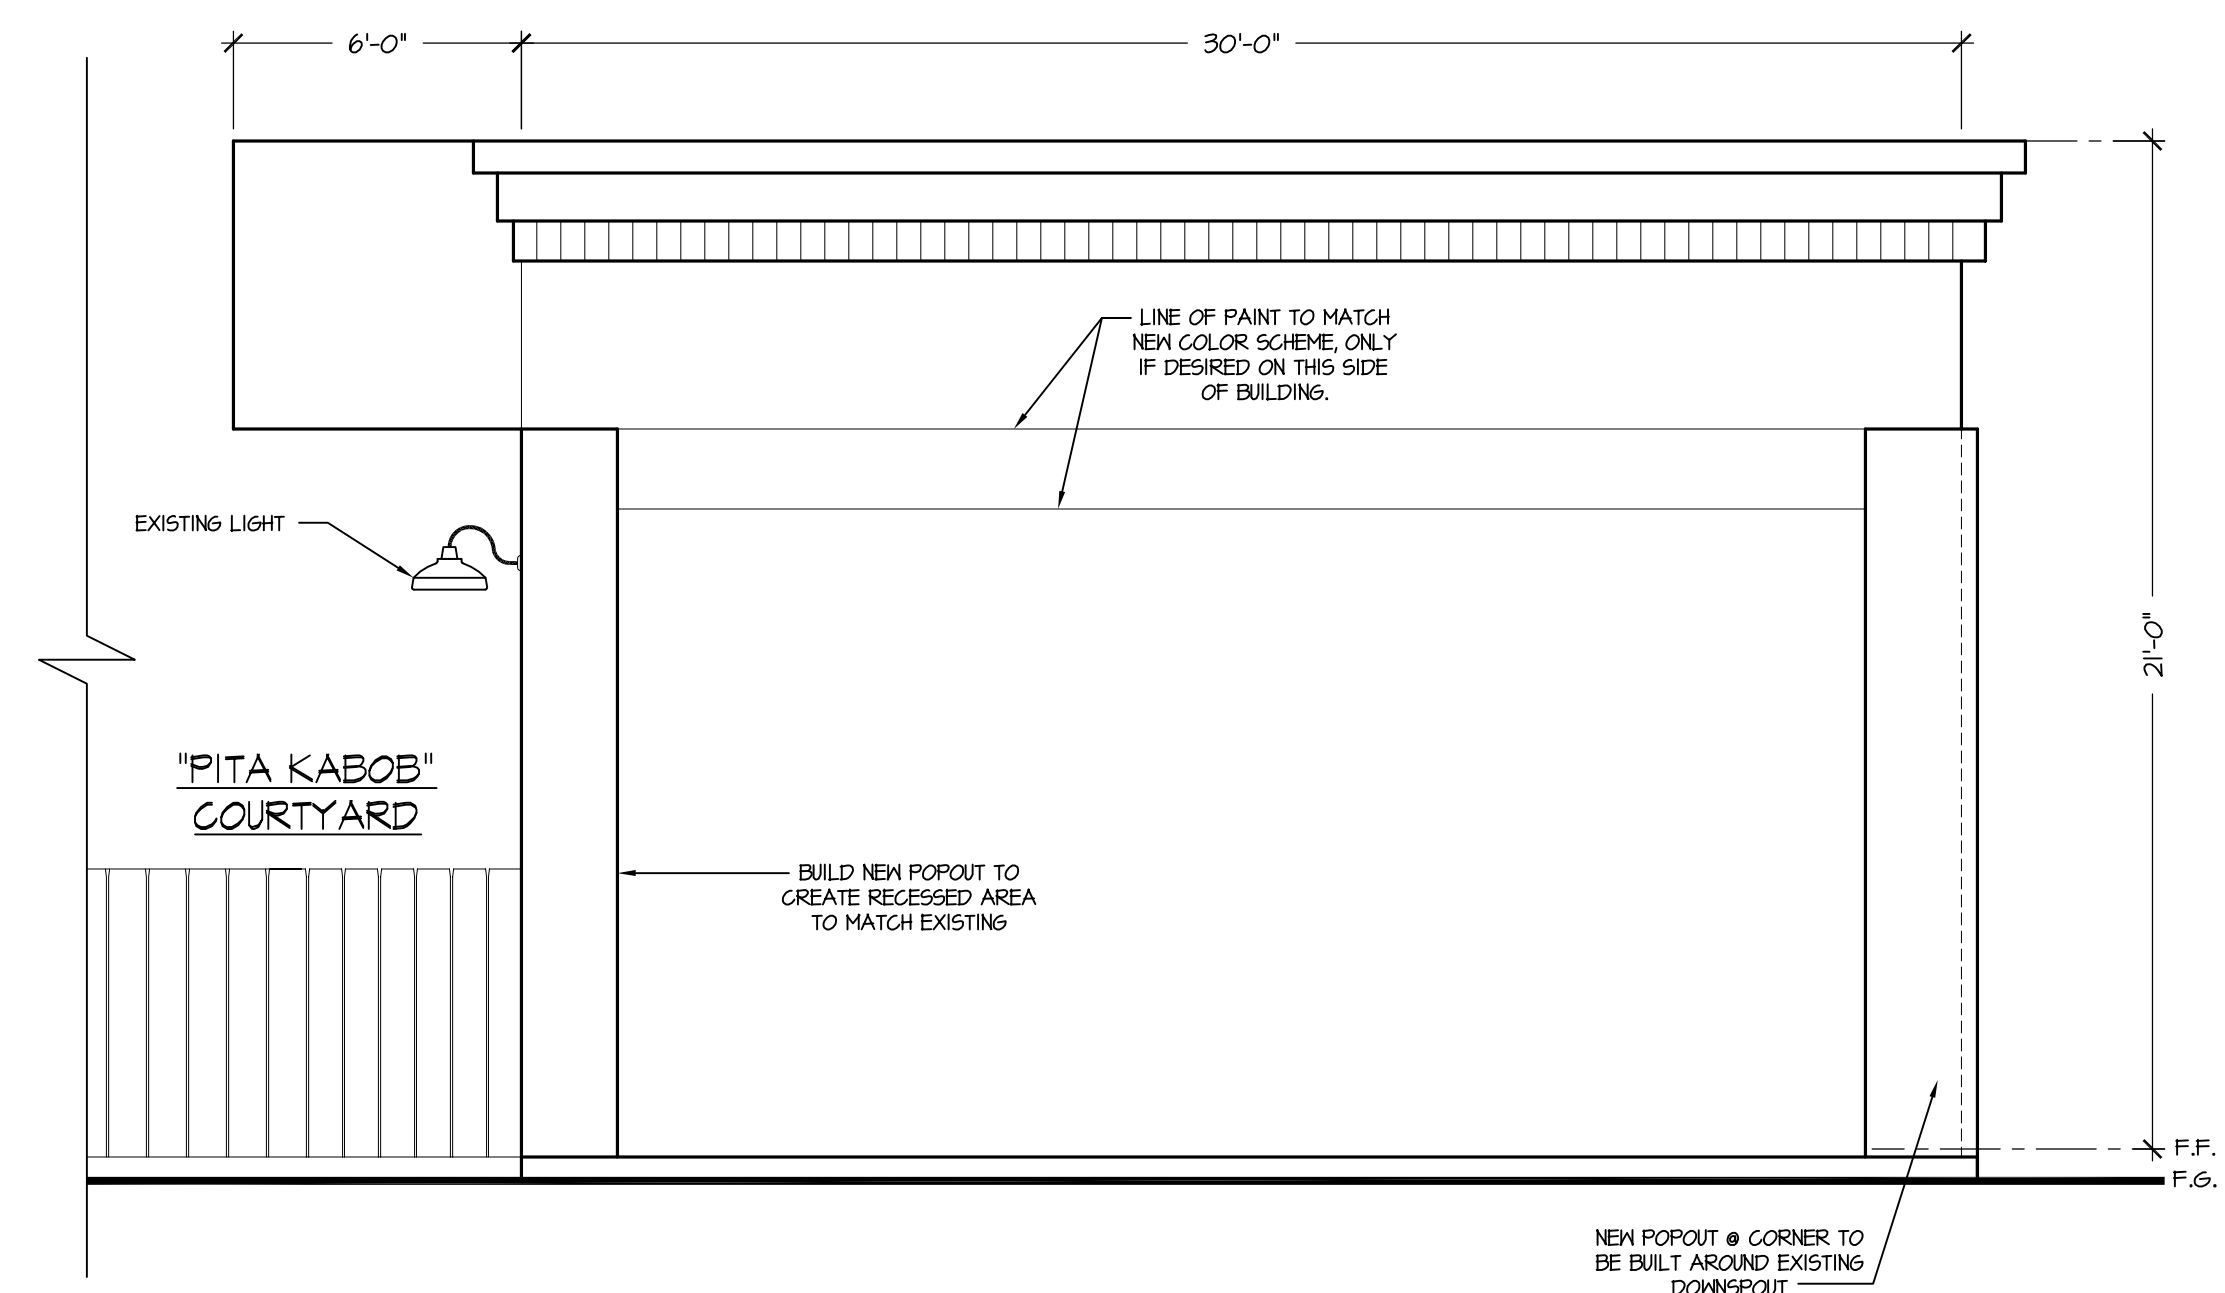 6'-0"
30'-0"
LINE OF PAINT TO MATCH
NEW COLOR SCHEME, ONLY
IF DESIRED ON THIS SIDE
OF BUILDING.
EXISTING LIGHT
21'-0"
"PITA KABOB"
COURTYARD
BUILD NEW POPOUT TO
CREATE RECESSED AREA
TO MATCH EXISTING
F.F.
F.G.
NEW POPOUT @ CORNER TO
BE BUILT AROUND EXISTING
DOWNSPOUT